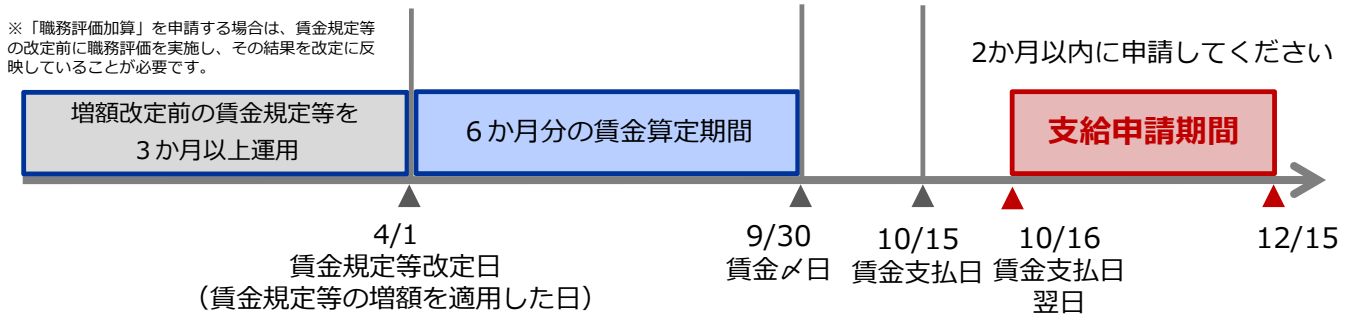 ※「職務評価加算」を申請する場合は、賃金規定等
の改定前に職務評価を実施し、その結果を改定に反
映していることが必要です。
2か月以内に申請してください
増額改定前の賃金規定等を
３か月以上運用
６か月分の賃金算定期間
支給申請期間
4/1
賃金規定等改定日
（賃金規定等の増額を適用した日）
9/30
賃金〆日
10/15
賃金支払日
10/16
賃金支払日
翌日
12/15